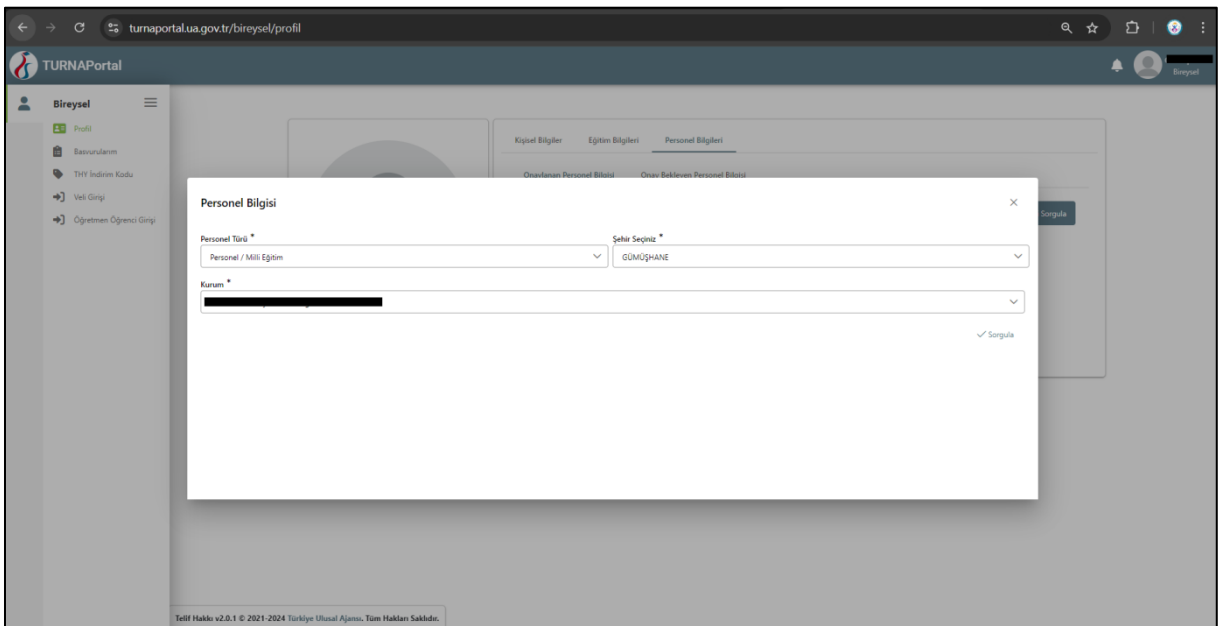 turnaportal.ua.gov.tr/bireysel/profil
TURNAPortal
Bireysel
Bireysel
Profil
Başvurularım
THY İndirim Kodu
Veli Girişi
Öğretmen Öğrenci Girişi
Kişisel Bilgiler Eğitim Bilgileri Personel Bilgileri
Onaylanan Personel Bilgisi Onay Bekleyen Personel Bilgisi
Sorgula
Personel Bilgisi
Personel Türü * Şehir Seçiniz *
Personel / Milli Eğitim GÜMÜŞHANE
Kurum *
Sorgula
Telif Hakkı v2.0.1 © 2021-2024 Türkiye Ulusal Ajansı. Tüm Hakları Saklıdır.